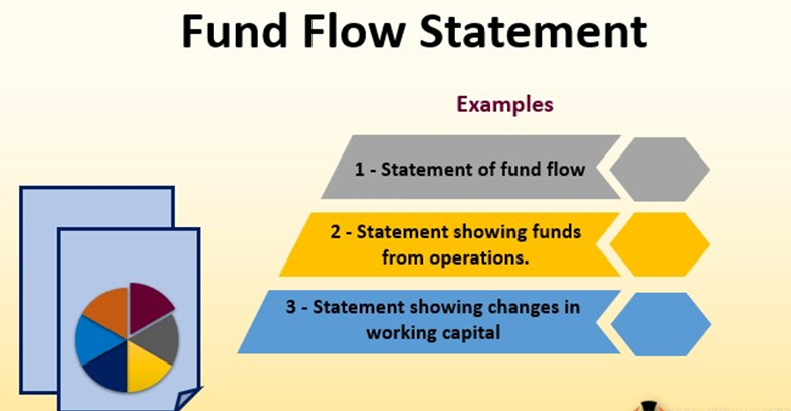 Fund Flow Statement
Examples
1 - Statement of fund flow
2 - Statement showing funds
from operations.
3 - Statement showing changes in
working capital